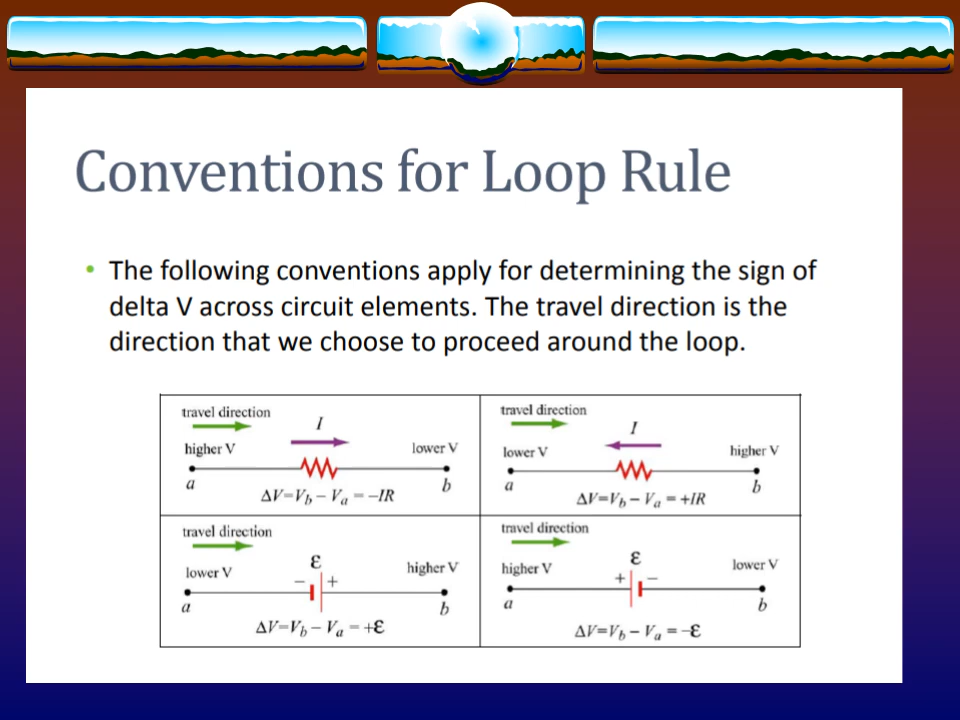 Conventions for Loop Rule
• The following conventions apply for determining the sign of
delta V across circuit elements. The travel direction is the
direction that we choose to proceed around the loop.
travel direction
I
higher V
lower V
a
b
ΔV=V_b – V_a = –IR
travel direction
I
lower V
higher V
a
b
ΔV=V_b – V_a = +IR
travel direction
ε
lower V
– +
higher V
a
b
ΔV=V_b – V_a = +ε
travel direction
ε
higher V
+ –
lower V
a
b
ΔV=V_b – V_a = –ε